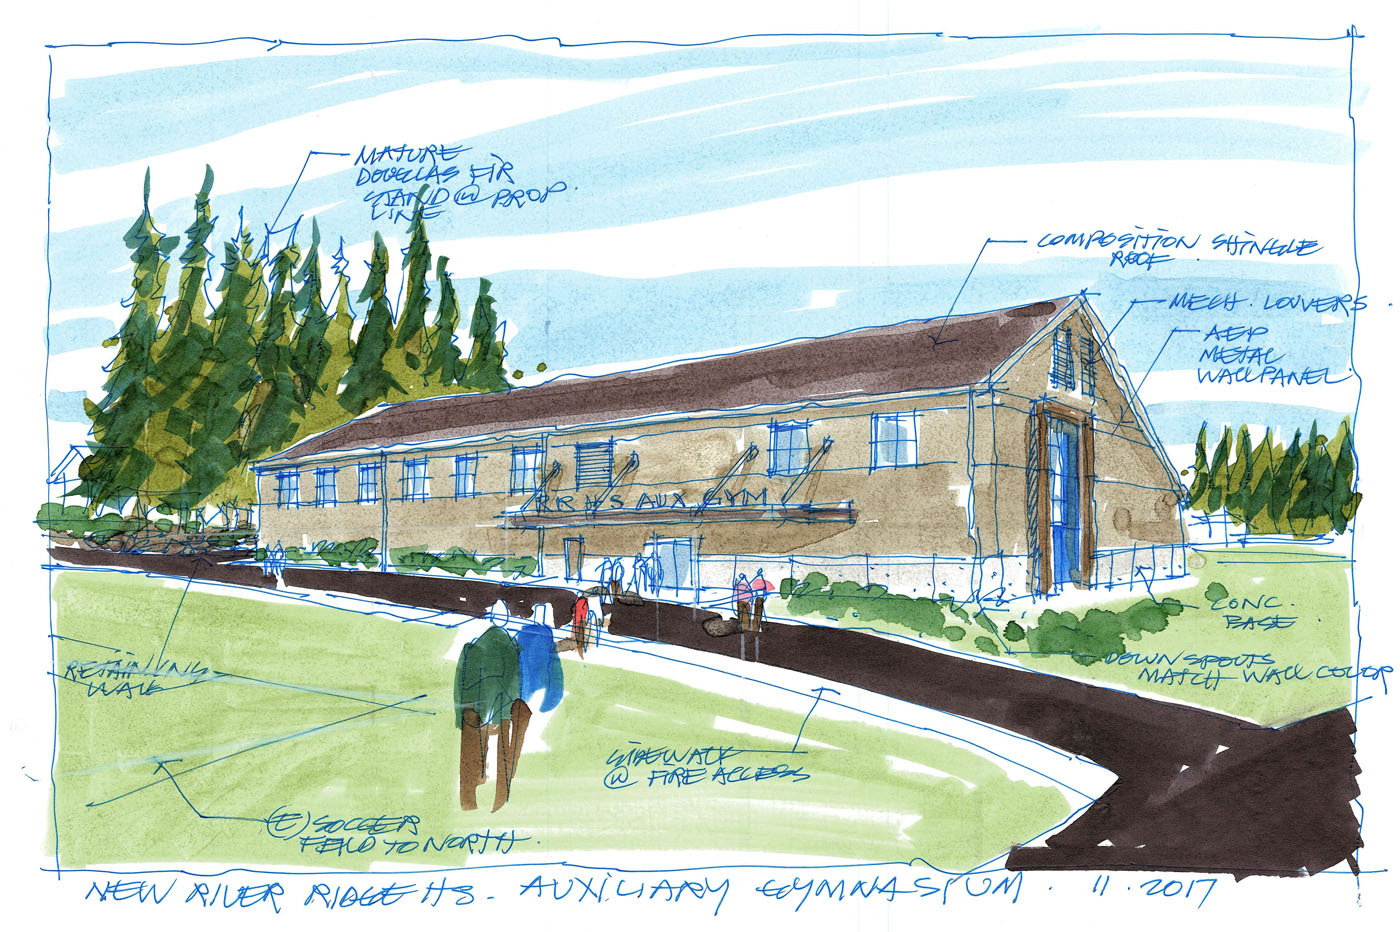 MATURE
DOUGLAS FIR
STAND @ PROP.
LINE
COMPOSITION SHINGLE
ROOF
MECH. LOUVERS
AEP
METAL
WALL PANEL
RRHS AUX. GYM
CONC.
BASE
DOWNSPOUTS
MATCH WALL COLOR
RETAINING
WALL
SIDEWALK
@ FIRE ACCESS
(E) SOCCER
FIELD TO NORTH.
NEW RIVER RIDGE HS. AUXILIARY GYMNASIUM. 11.2017